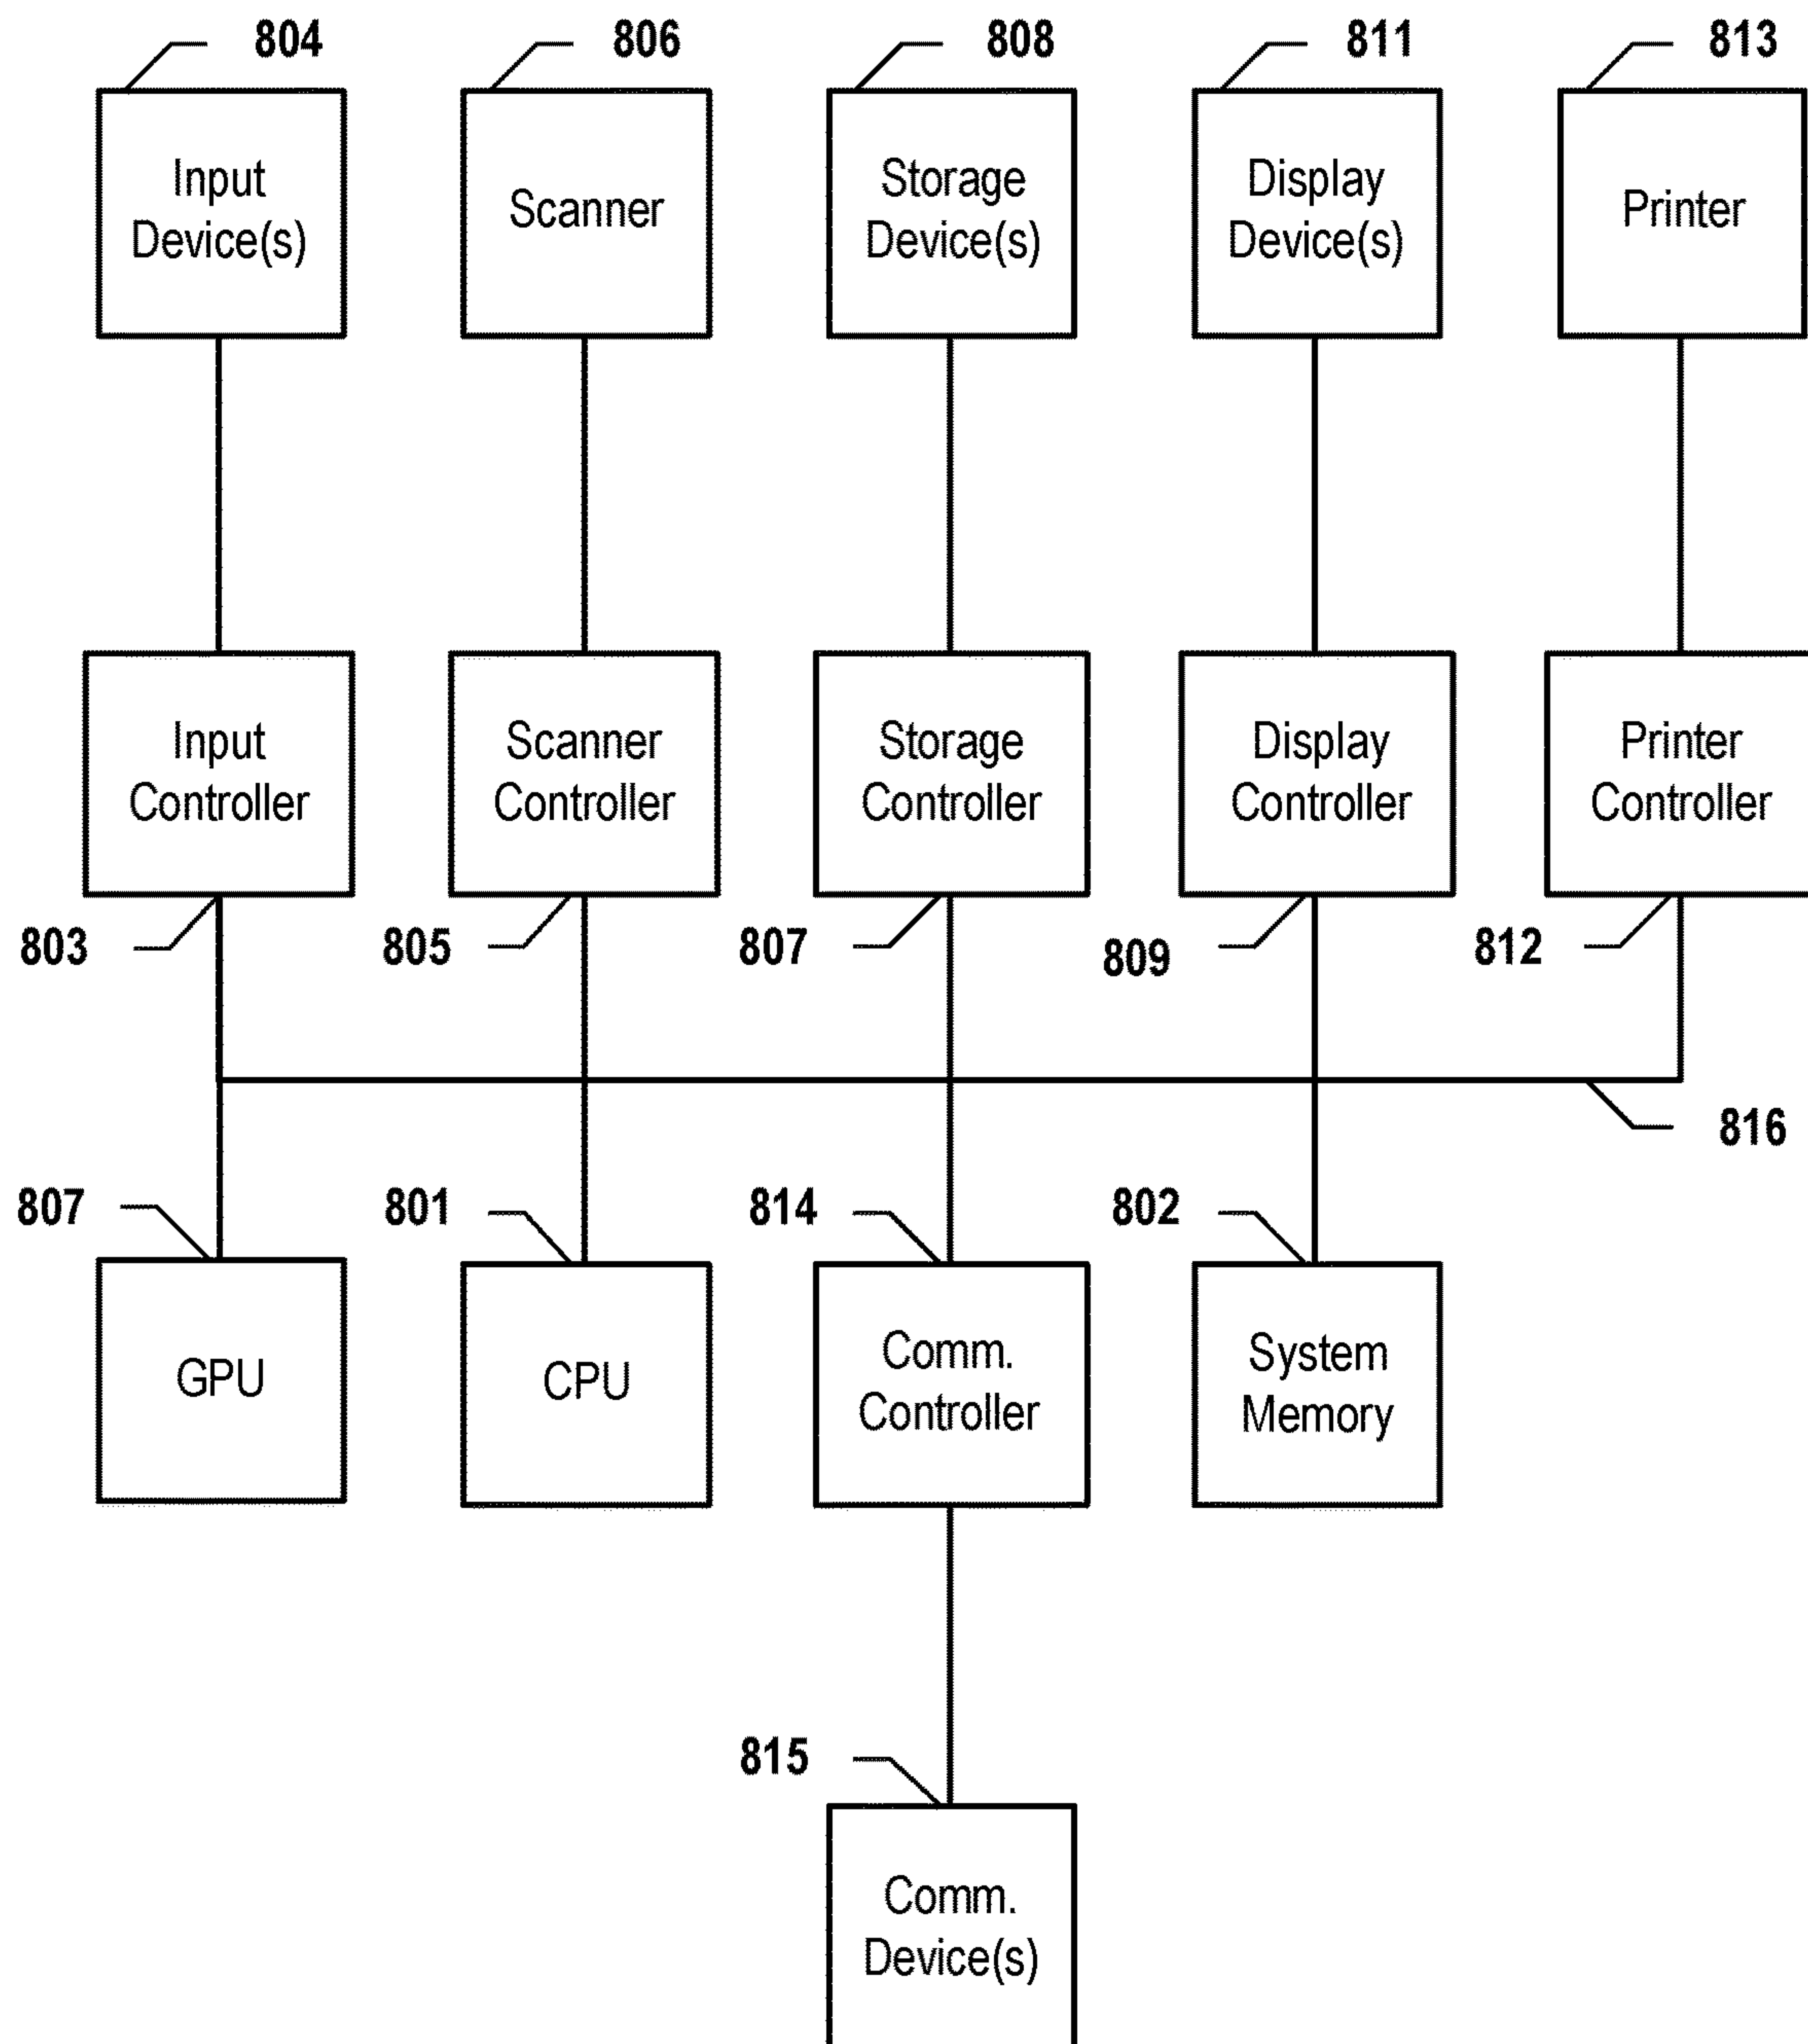 804
806
808
811
813
Input
Device(s)
Scanner
Storage
Device(s)
Display
Device(s)
Printer
Input
Controller
Scanner
Controller
Storage
Controller
Display
Controller
Printer
Controller
803
805
807
809
812
816
807
801
814
802
GPU
CPU
Comm.
Controller
System
Memory
815
Comm.
Device(s)